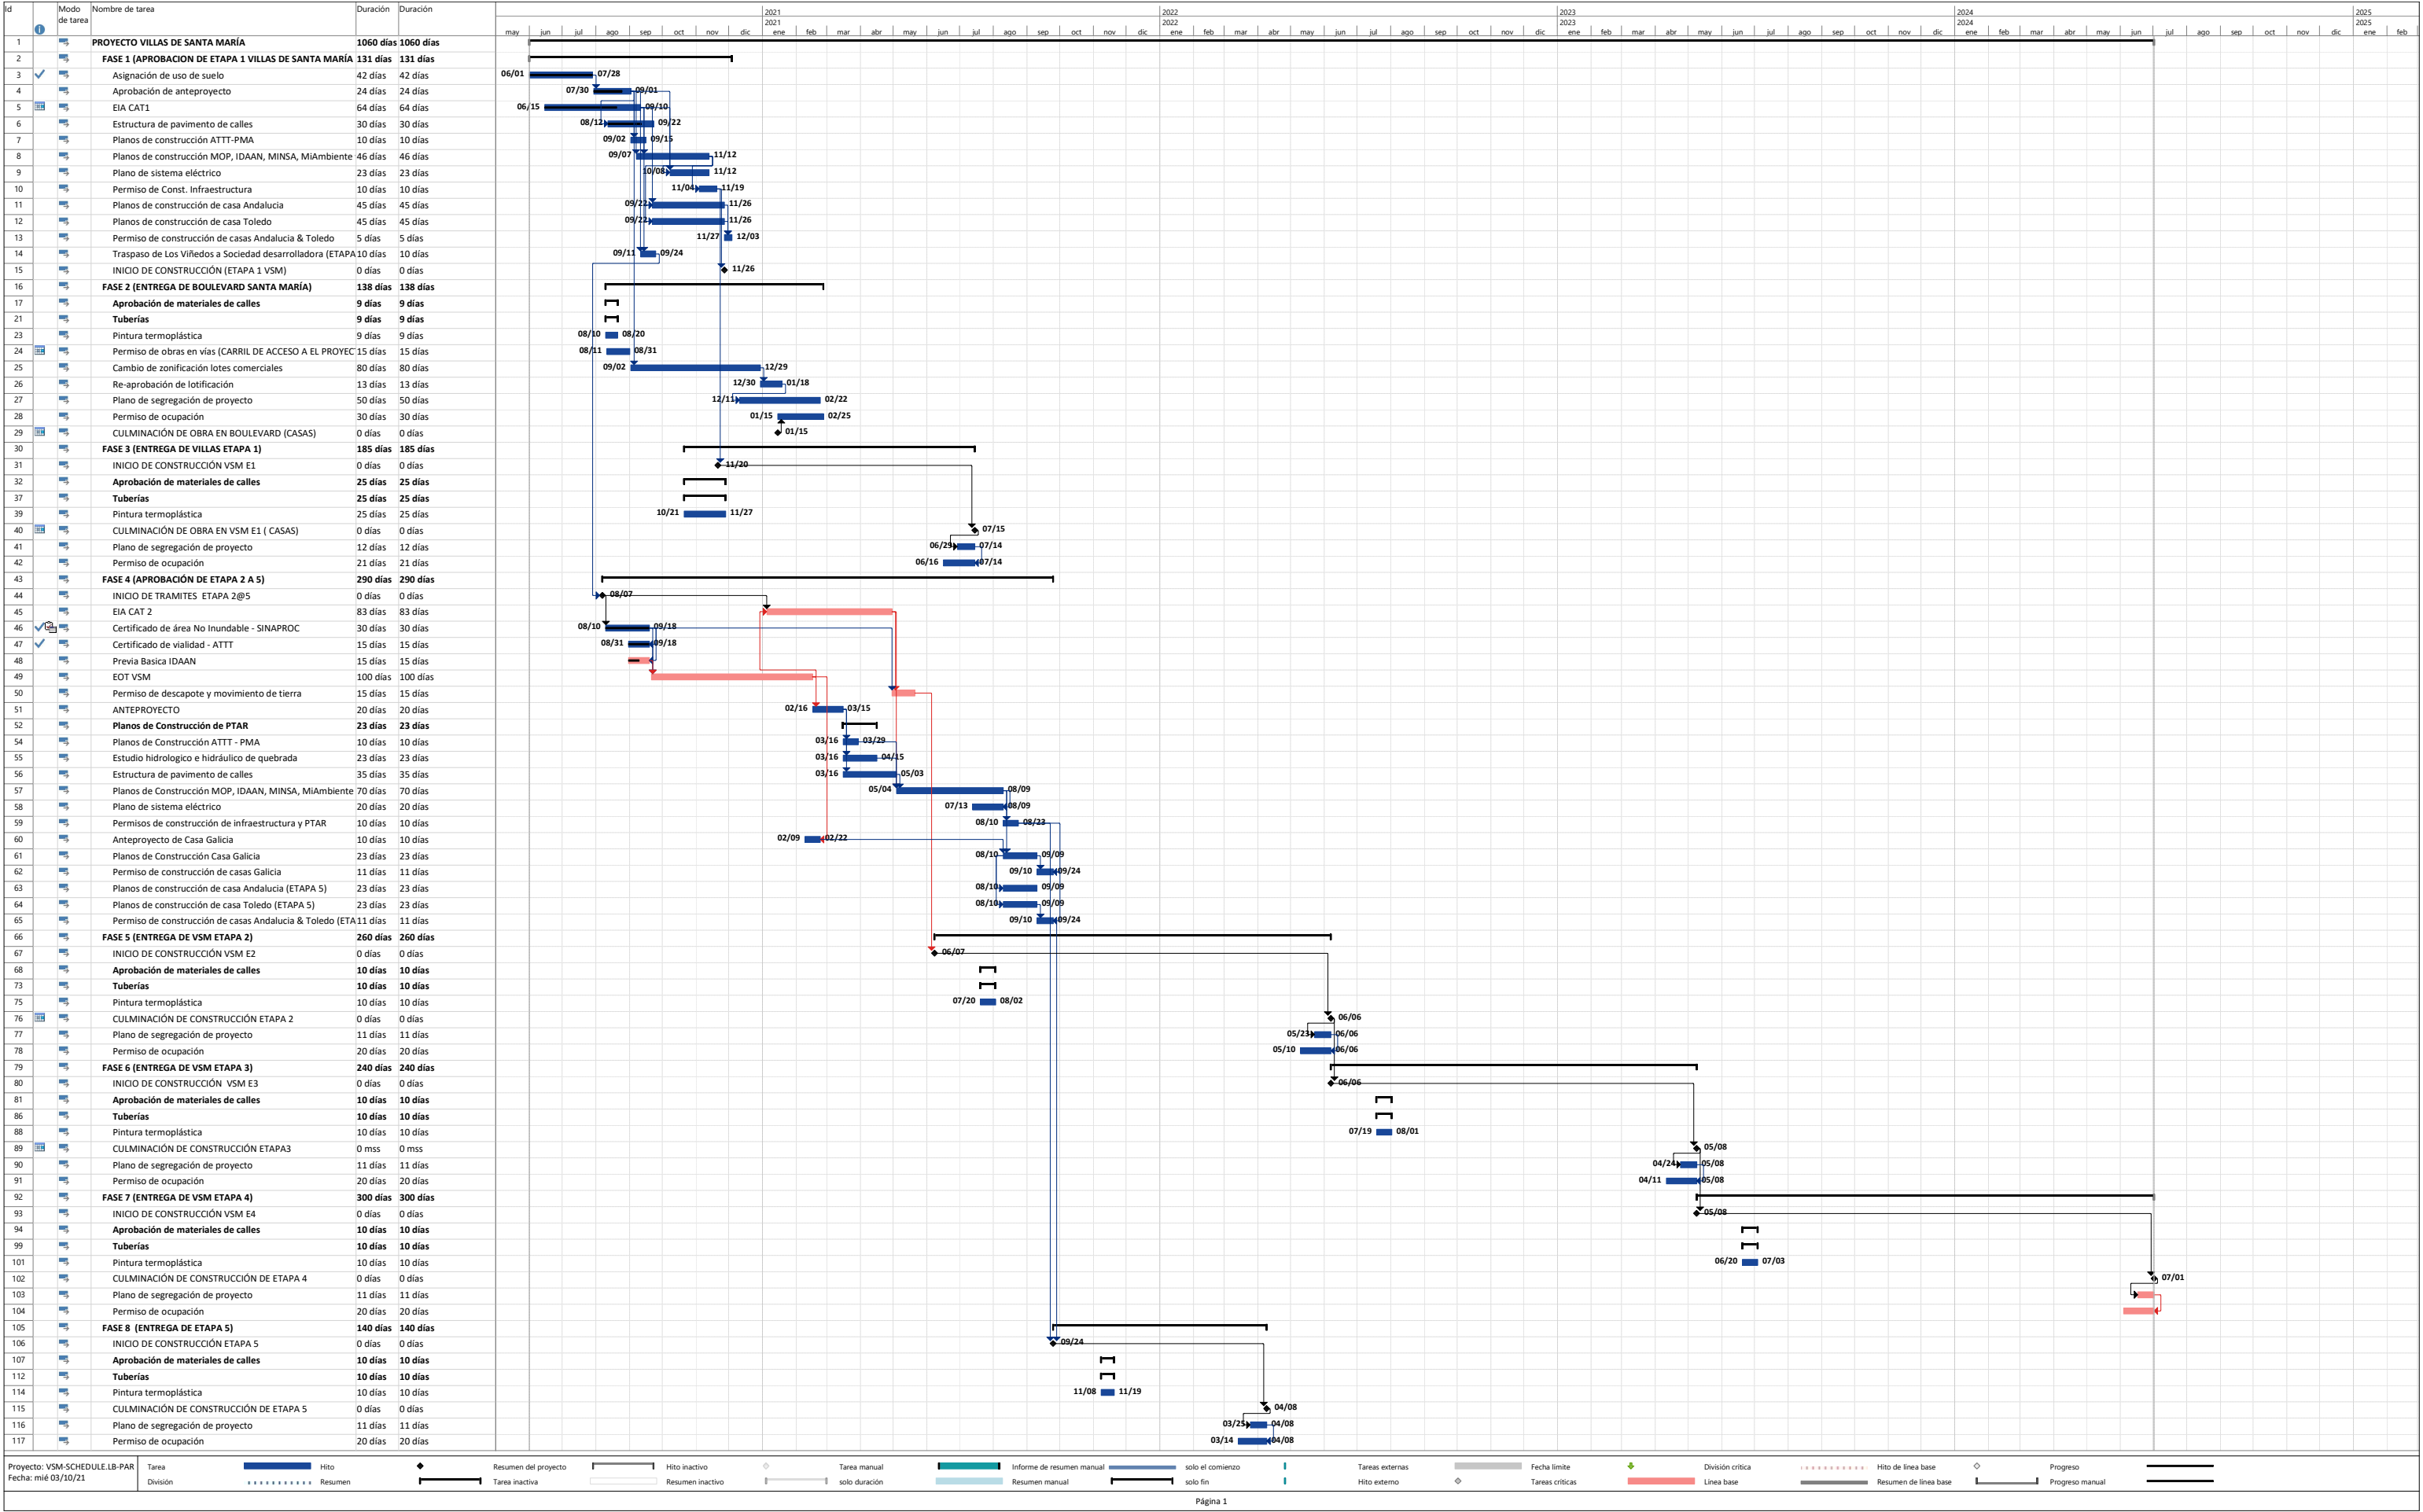 Id Modo de tarea Nombre de tarea Duración Duración
2021 2022 2023 2024 2025
2021 2022 2023 2024 2025
may jun jul ago sep oct nov dic ene feb mar abr may jun jul ago sep oct nov dic ene feb mar abr may jun jul ago sep oct nov dic ene feb mar abr may jun jul ago sep oct nov dic ene feb mar abr may jun jul ago sep oct nov dic ene feb
1 PROYECTO VILLAS DE SANTA MARÍA 1060 días 1060 días
2 FASE 1 (APROBACION DE ETAPA 1 VILLAS DE SANTA MARÍA 131 días 131 días
3 Asignación de uso de suelo 42 días 42 días 06/01 07/28
4 Aprobación de anteproyecto 24 días 24 días 07/30 09/01
5 EIA CAT1 64 días 64 días 06/15 09/10
6 Estructura de pavimento de calles 30 días 30 días 08/12 09/22
7 Planos de construcción ATTT-PMA 10 días 10 días 09/02 09/15
8 Planos de construcción MOP, IDAAN, MINSA, MiAmbiente 46 días 46 días 09/07 11/12
9 Plano de sistema eléctrico 23 días 23 días 10/08 11/12
10 Permiso de Const. Infraestructura 10 días 10 días 11/04 11/19
11 Planos de construcción de casa Andalucia 45 días 45 días 09/22 11/26
12 Planos de construcción de casa Toledo 45 días 45 días 09/22 11/26
13 Permiso de construcción de casas Andalucia & Toledo 5 días 5 días 11/27 12/03
14 Traspaso de Los Viñedos a Sociedad desarrolladora (ETAPA 10 días 10 días 09/11 09/24
15 INICIO DE CONSTRUCCIÓN (ETAPA 1 VSM) 0 días 0 días 11/26
16 FASE 2 (ENTREGA DE BOULEVARD SANTA MARÍA) 138 días 138 días
17 Aprobación de materiales de calles 9 días 9 días
21 Tuberías 9 días 9 días
23 Pintura termoplástica 9 días 9 días 08/10 08/20
24 Permiso de obras en vías (CARRIL DE ACCESO A EL PROYEC 15 días 15 días 08/11 08/31
25 Cambio de zonificación lotes comerciales 80 días 80 días 09/02 12/29
26 Re-aprobación de lotificación 13 días 13 días 12/30 01/18
27 Plano de segregación de proyecto 50 días 50 días 12/11 02/22
28 Permiso de ocupación 30 días 30 días 01/15 02/25
29 CULMINACIÓN DE OBRA EN BOULEVARD (CASAS) 0 días 0 días 01/15
30 FASE 3 (ENTREGA DE VILLAS ETAPA 1) 185 días 185 días
31 INICIO DE CONSTRUCCIÓN VSM E1 0 días 0 días 11/20
32 Aprobación de materiales de calles 25 días 25 días
37 Tuberías 25 días 25 días
39 Pintura termoplástica 25 días 25 días 10/21 11/27
40 CULMINACIÓN DE OBRA EN VSM E1 ( CASAS) 0 días 0 días 07/15
41 Plano de segregación de proyecto 12 días 12 días 06/29 07/14
42 Permiso de ocupación 21 días 21 días 06/16 07/14
43 FASE 4 (APROBACIÓN DE ETAPA 2 A 5) 290 días 290 días
44 INICIO DE TRAMITES ETAPA 2@5 0 días 0 días 08/07
45 EIA CAT 2 83 días 83 días
46 Certificado de área No Inundable - SINAPROC 30 días 30 días 08/10 09/18
47 Certificado de vialidad - ATTT 15 días 15 días 08/31 09/18
48 Previa Basica IDAAN 15 días 15 días
49 EOT VSM 100 días 100 días
50 Permiso de descapote y movimiento de tierra 15 días 15 días
51 ANTEPROYECTO 20 días 20 días 02/16 03/15
52 Planos de Construcción de PTAR 23 días 23 días
54 Planos de Construcción ATTT - PMA 10 días 10 días 03/16 03/29
55 Estudio hidrologico e hidráulico de quebrada 23 días 23 días 03/16 04/15
56 Estructura de pavimento de calles 35 días 35 días 03/16 05/03
57 Planos de Construcción MOP, IDAAN, MINSA, MiAmbiente 70 días 70 días 05/04 08/09
58 Plano de sistema eléctrico 20 días 20 días 07/13 08/09
59 Permisos de construcción de infraestructura y PTAR 10 días 10 días 08/10 08/23
60 Anteproyecto de Casa Galicia 10 días 10 días 02/09 02/22
61 Planos de Construcción Casa Galicia 23 días 23 días 08/10 09/09
62 Permiso de construcción de casas Galicia 11 días 11 días 09/10 09/24
63 Planos de construcción de casa Andalucia (ETAPA 5) 23 días 23 días 08/10 09/09
64 Planos de construcción de casa Toledo (ETAPA 5) 23 días 23 días 08/10 09/09
65 Permiso de construcción de casas Andalucia & Toledo (ETA 11 días 11 días 09/10 09/24
66 FASE 5 (ENTREGA DE VSM ETAPA 2) 260 días 260 días
67 INICIO DE CONSTRUCCIÓN VSM E2 0 días 0 días 06/07
68 Aprobación de materiales de calles 10 días 10 días
73 Tuberías 10 días 10 días
75 Pintura termoplástica 10 días 10 días 07/20 08/02
76 CULMINACIÓN DE CONSTRUCCIÓN ETAPA 2 0 días 0 días 06/06
77 Plano de segregación de proyecto 11 días 11 días 05/23 06/06
78 Permiso de ocupación 20 días 20 días 05/10 06/06
79 FASE 6 (ENTREGA DE VSM ETAPA 3) 240 días 240 días
80 INICIO DE CONSTRUCCIÓN VSM E3 0 días 0 días 06/06
81 Aprobación de materiales de calles 10 días 10 días
86 Tuberías 10 días 10 días
88 Pintura termoplástica 10 días 10 días 07/19 08/01
89 CULMINACIÓN DE CONSTRUCCIÓN ETAPA3 0 mss 0 mss 05/08
90 Plano de segregación de proyecto 11 días 11 días 04/24 05/08
91 Permiso de ocupación 20 días 20 días 04/11 05/08
92 FASE 7 (ENTREGA DE VSM ETAPA 4) 300 días 300 días
93 INICIO DE CONSTRUCCIÓN VSM E4 0 días 0 días 05/08
94 Aprobación de materiales de calles 10 días 10 días
99 Tuberías 10 días 10 días
101 Pintura termoplástica 10 días 10 días 06/20 07/03
102 CULMINACIÓN DE CONSTRUCCIÓN DE ETAPA 4 0 días 0 días 07/01
103 Plano de segregación de proyecto 11 días 11 días
104 Permiso de ocupación 20 días 20 días
105 FASE 8 (ENTREGA DE ETAPA 5) 140 días 140 días
106 INICIO DE CONSTRUCCIÓN ETAPA 5 0 días 0 días 09/24
107 Aprobación de materiales de calles 10 días 10 días
112 Tuberías 10 días 10 días
114 Pintura termoplástica 10 días 10 días 11/08 11/19
115 CULMINACIÓN DE CONSTRUCCIÓN DE ETAPA 5 0 días 0 días 04/08
116 Plano de segregación de proyecto 11 días 11 días 03/25 04/08
117 Permiso de ocupación 20 días 20 días 03/14 04/08
Proyecto: VSM-SCHEDULE.LB-PAR
Fecha: mié 03/10/21
Tarea Hito Resumen del proyecto Hito inactivo Tarea manual Informe de resumen manual solo el comienzo Tareas externas Fecha límite División crítica Hito de línea base Progreso
División Resumen Tarea inactiva Resumen inactivo solo duración Resumen manual solo fin Hito externo Tareas críticas Línea base Resumen de línea base Progreso manual
Página 1